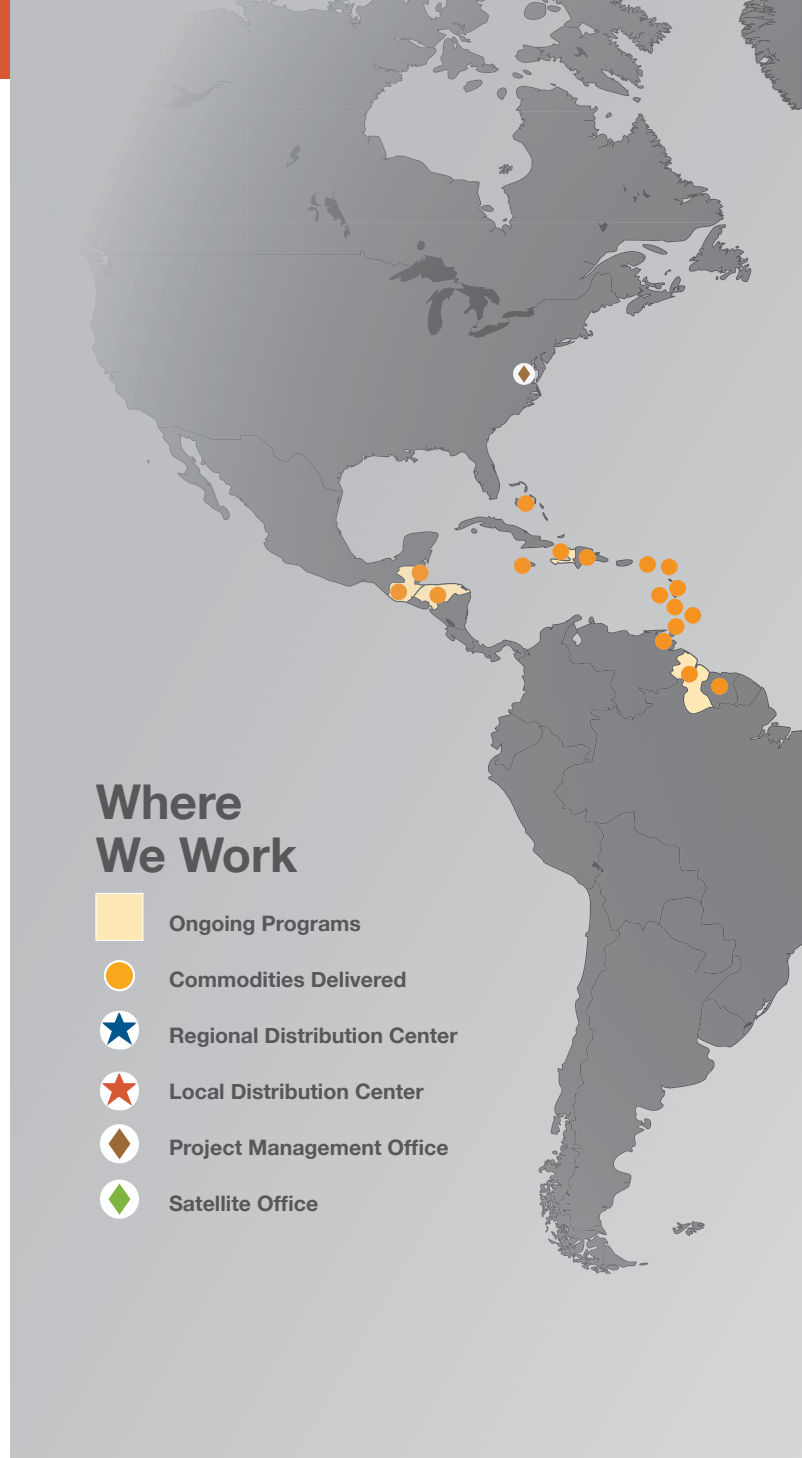 Where
We Work
Ongoing Programs
Commodities Delivered
Regional Distribution Center
Local Distribution Center
Project Management Office
Satellite Office